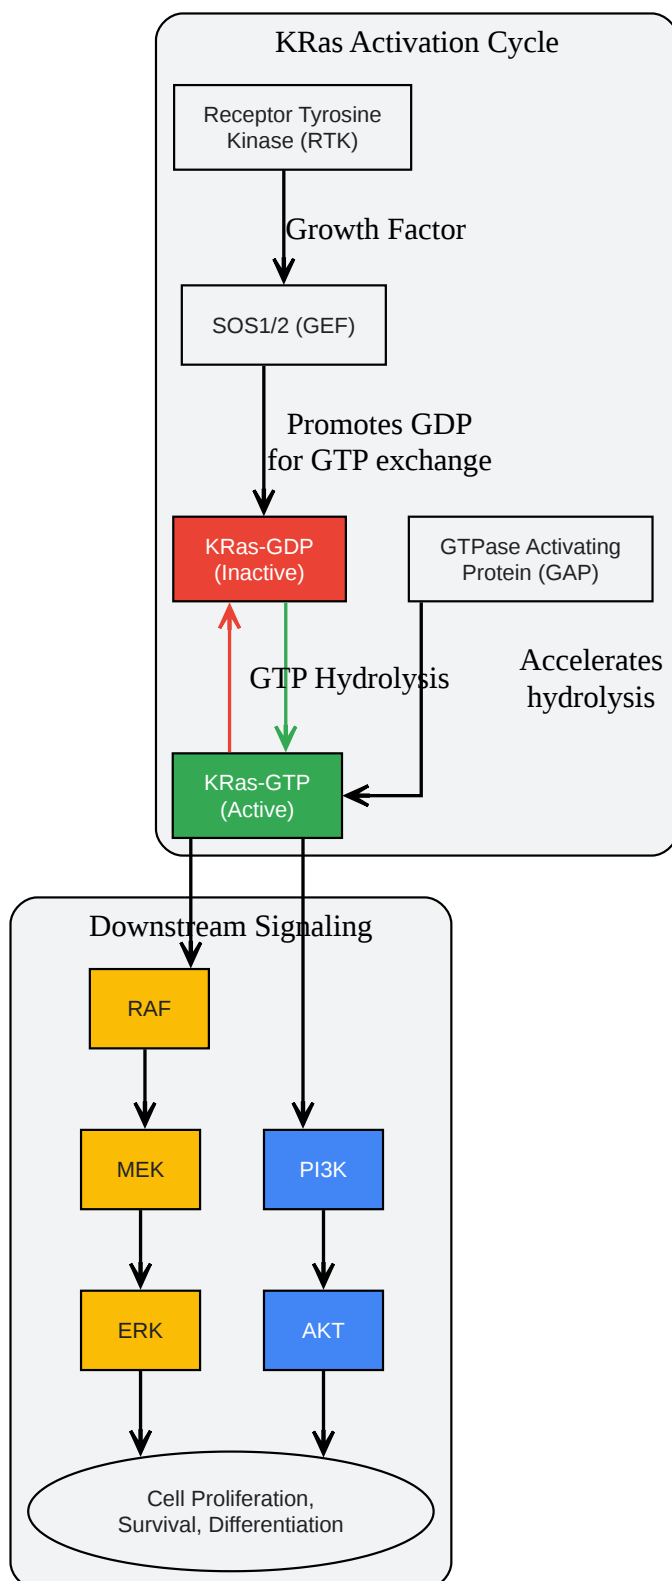 KRas Activation Cycle
Receptor Tyrosine
Kinase (RTK)
Growth Factor
SOS1/2 (GEF)
Promotes GDP
for GTP exchange
KRas-GDP
(Inactive)
GTPase Activating
Protein (GAP)
GTP Hydrolysis
Accelerates
hydrolysis
KRas-GTP
(Active)
Downstream Signaling
RAF
MEK
PI3K
ERK
AKT
Cell Proliferation,
Survival, Differentiation